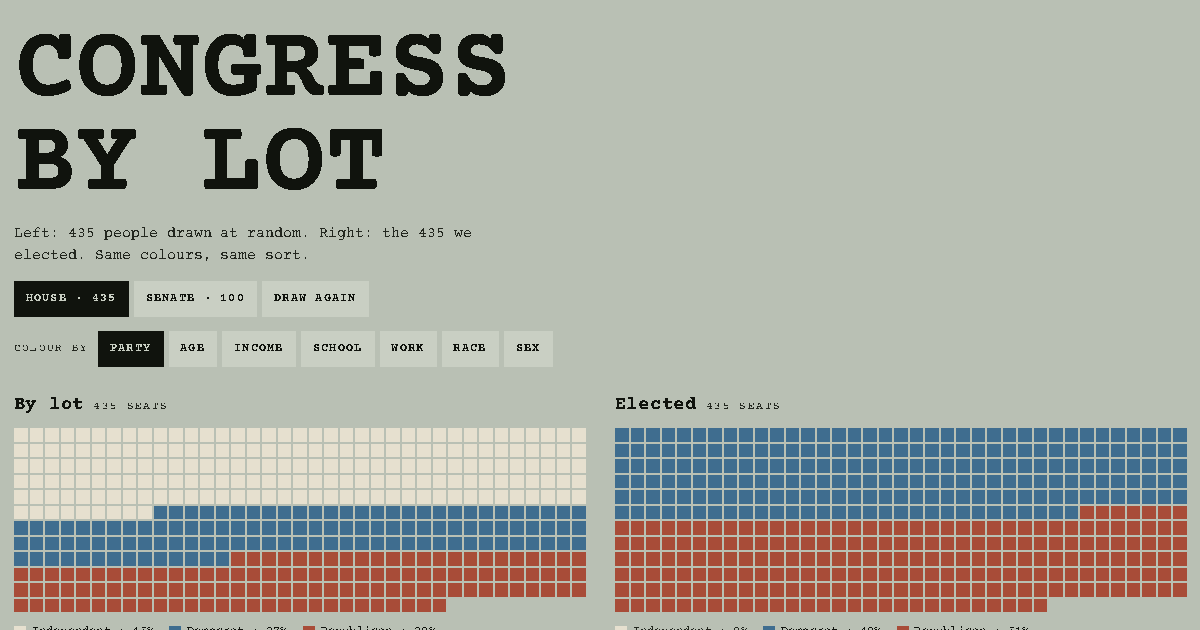 CONGRESS
BY LOT
Left: 435 people drawn at random. Right: the 435 we
elected. Same colours, same sort.
HOUSE · 435 SENATE · 100 DRAW AGAIN
COLOUR BY PARTY AGE INCOME SCHOOL WORK RACE SEX
By lot 435 SEATS
Elected 435 SEATS